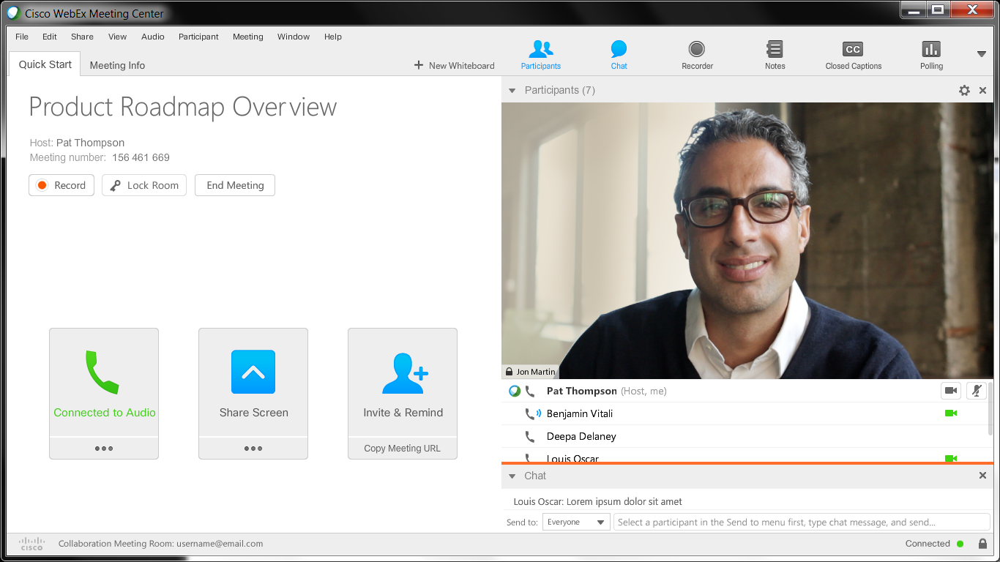 Cisco WebEx Meeting Center
File Edit Share View Audio Participant Meeting Window Help
Quick Start Meeting Info + New Whiteboard
Participants Chat Recorder Notes CC Closed Captions Polling
Product Roadmap Overview
Host: Pat Thompson
Meeting number: 156 461 669
Record Lock Room End Meeting
Connected to Audio
Share Screen
Invite & Remind
Copy Meeting URL
Participants (7)
Jon Martin
Pat Thompson (Host, me)
Benjamin Vitali
Deepa Delaney
Louis Oscar
Chat
Louis Oscar: Lorem ipsum dolor sit amet
Send to: Everyone Select a participant in the Send to menu first, type chat message, and send...
CISCO Collaboration Meeting Room: username@email.com
Connected